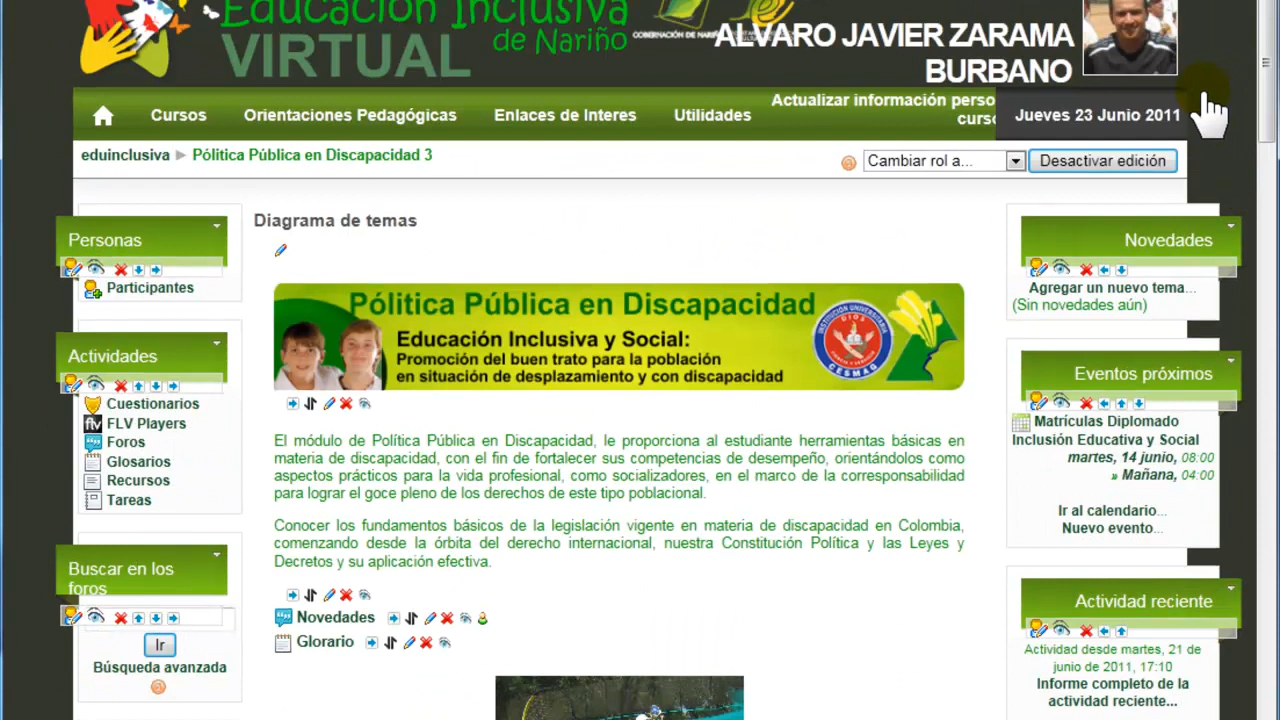 Educación Inclusiva
de Nariño
VIRTUAL
GOBERNACIÓN DE NARIÑO
ALVARO JAVIER ZARAMA
BURBANO
Cursos
Orientaciones Pedagógicas
Enlaces de Interes
Utilidades
Actualizar información perso
curso
Jueves 23 Junio 2011
eduinclusiva ► Pólitica Pública en Discapacidad 3
Cambiar rol a...
Desactivar edición
Personas
Participantes
Actividades
Cuestionarios
FLV Players
Foros
Glosarios
Recursos
Tareas
Buscar en los
foros
Ir
Búsqueda avanzada
Diagrama de temas
Pólitica Pública en Discapacidad
Educación Inclusiva y Social:
Promoción del buen trato para la población
en situación de desplazamiento y con discapacidad
INSTITUCIÓN UNIVERSITARIA
DIOS
CESMAG
El módulo de Política Pública en Discapacidad, le proporciona al estudiante herramientas básicas en
materia de discapacidad, con el fin de fortalecer sus competencias de desempeño, orientándolos como
aspectos prácticos para la vida profesional, como socializadores, en el marco de la corresponsabilidad
para lograr el goce pleno de los derechos de este tipo poblacional.
Conocer los fundamentos básicos de la legislación vigente en materia de discapacidad en Colombia,
comenzando desde la órbita del derecho internacional, nuestra Constitución Política y las Leyes y
Decretos y su aplicación efectiva.
Novedades
Glorario
Novedades
Agregar un nuevo tema...
(Sin novedades aún)
Eventos próximos
Matrículas Diplomado
Inclusión Educativa y Social
martes, 14 junio, 08:00
» Mañana, 04:00
Ir al calendario...
Nuevo evento...
Actividad reciente
Actividad desde martes, 21 de
junio de 2011, 17:10
Informe completo de la
actividad reciente...